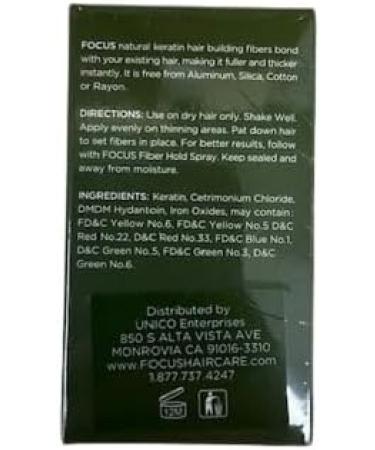 FOCUS natural keratin hair building fibers bond
with your existing hair, making it fuller and thicker
instantly. It is free from Aluminum, Silica, Cotton
or Rayon.
DIRECTIONS: Use on dry hair only. Shake Well.
Apply evenly on thinning areas. Pat down hair
to set fibers in place. For better results, follow
with FOCUS Fiber Hold Spray. Keep sealed and
away from moisture.
INGREDIENTS: Keratin, Cetrimonium Chloride,
DMDM Hydantoin, Iron Oxides, may contain:
FD&C Yellow No.6, FD&C Yellow No.5 D&C
Red No.22, D&C Red No.33, FD&C Blue No.1,
D&C Green No.5, FD&C Green No.3, D&C
Green No.6.
Distributed by
UNICO Enterprises
850 S ALTA VISTA AVE
MONROVIA CA 91016-3310
WWW.FOCUSHAIRCARE.COM
1.877.737.4247
12M